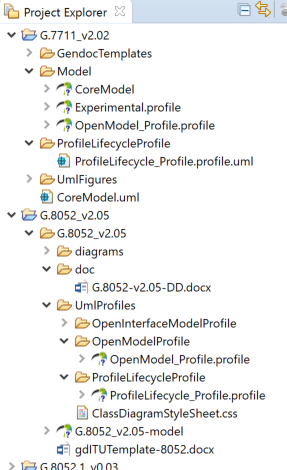 Project Explorer
G.7711_v2.02
GendocTemplates
Model
CoreModel
Experimental.profile
OpenModel_Profile.profile
ProfileLifecycleProfile
ProfileLifecycle_Profile.profile.uml
UmlFigures
CoreModel.uml
G.8052_v2.05
G.8052_v2.05
diagrams
doc
G.8052-v2.05-DD.docx
UmlProfiles
OpenInterfaceModelProfile
OpenModelProfile
OpenModel_Profile.profile
ProfileLifecycleProfile
ProfileLifecycle_Profile.profile
ClassDiagramStyleSheet.css
G.8052_v2.05-model
gdITUTemplate-8052.docx
G.8052.1_v0.03